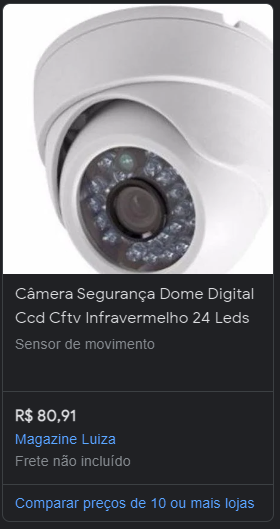 Câmera Segurança Dome Digital
Ccd Cftv Infravermelho 24 Leds
Sensor de movimento
R$ 80,91
Magazine Luiza
Frete não incluído
Comparar preços de 10 ou mais lojas